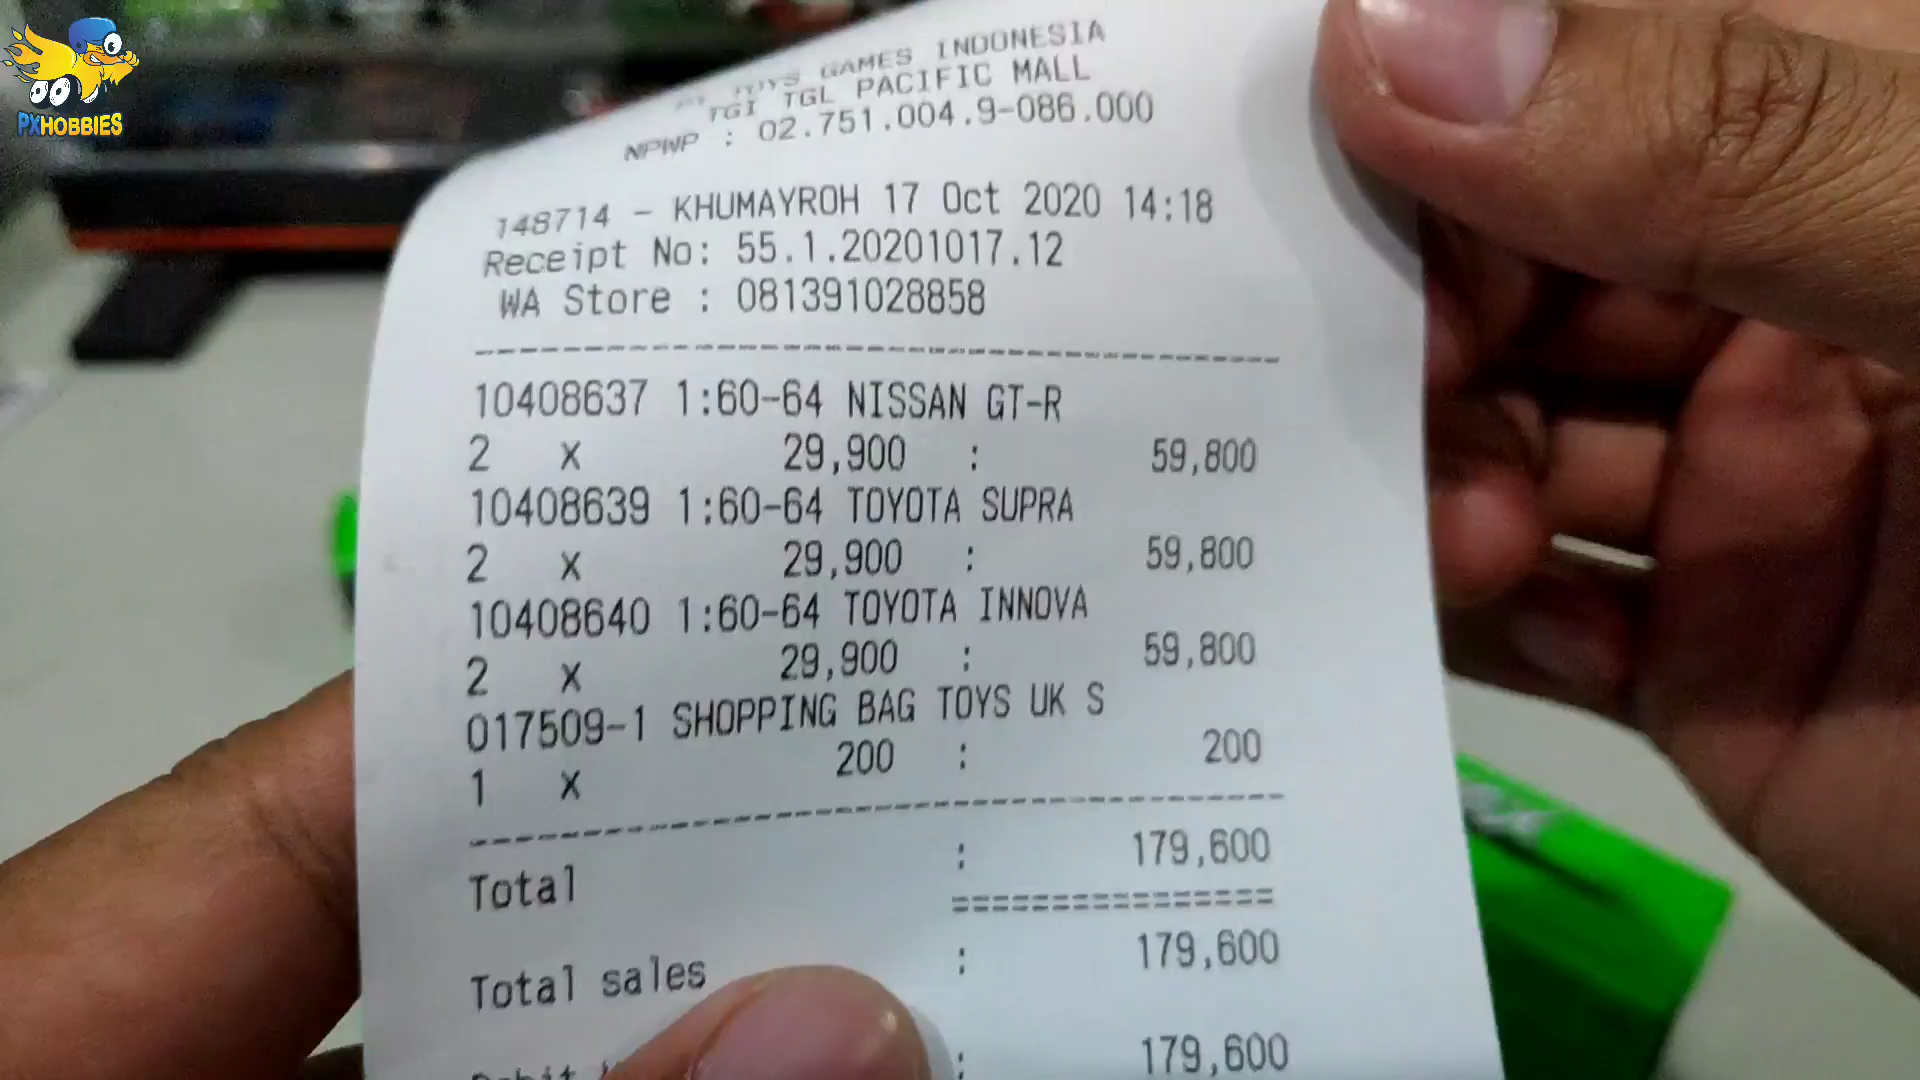 PXHOBBIES
TOYS GAMES INDONESIA
TGI TGL PACIFIC MALL
NPWP : 02.751.004.9-086.000
148714 - KHUMAYROH 17 Oct 2020 14:18
Receipt No: 55.1.20201017.12
WA Store : 081391028858
10408637 1:60-64 NISSAN GT-R
2 X 29,900 : 59,800
10408639 1:60-64 TOYOTA SUPRA
2 X 29,900 : 59,800
10408640 1:60-64 TOYOTA INNOVA
2 X 29,900 : 59,800
017509-1 SHOPPING BAG TOYS UK S
1 X 200 : 200
Total : 179,600
Total sales : 179,600
: 179,600